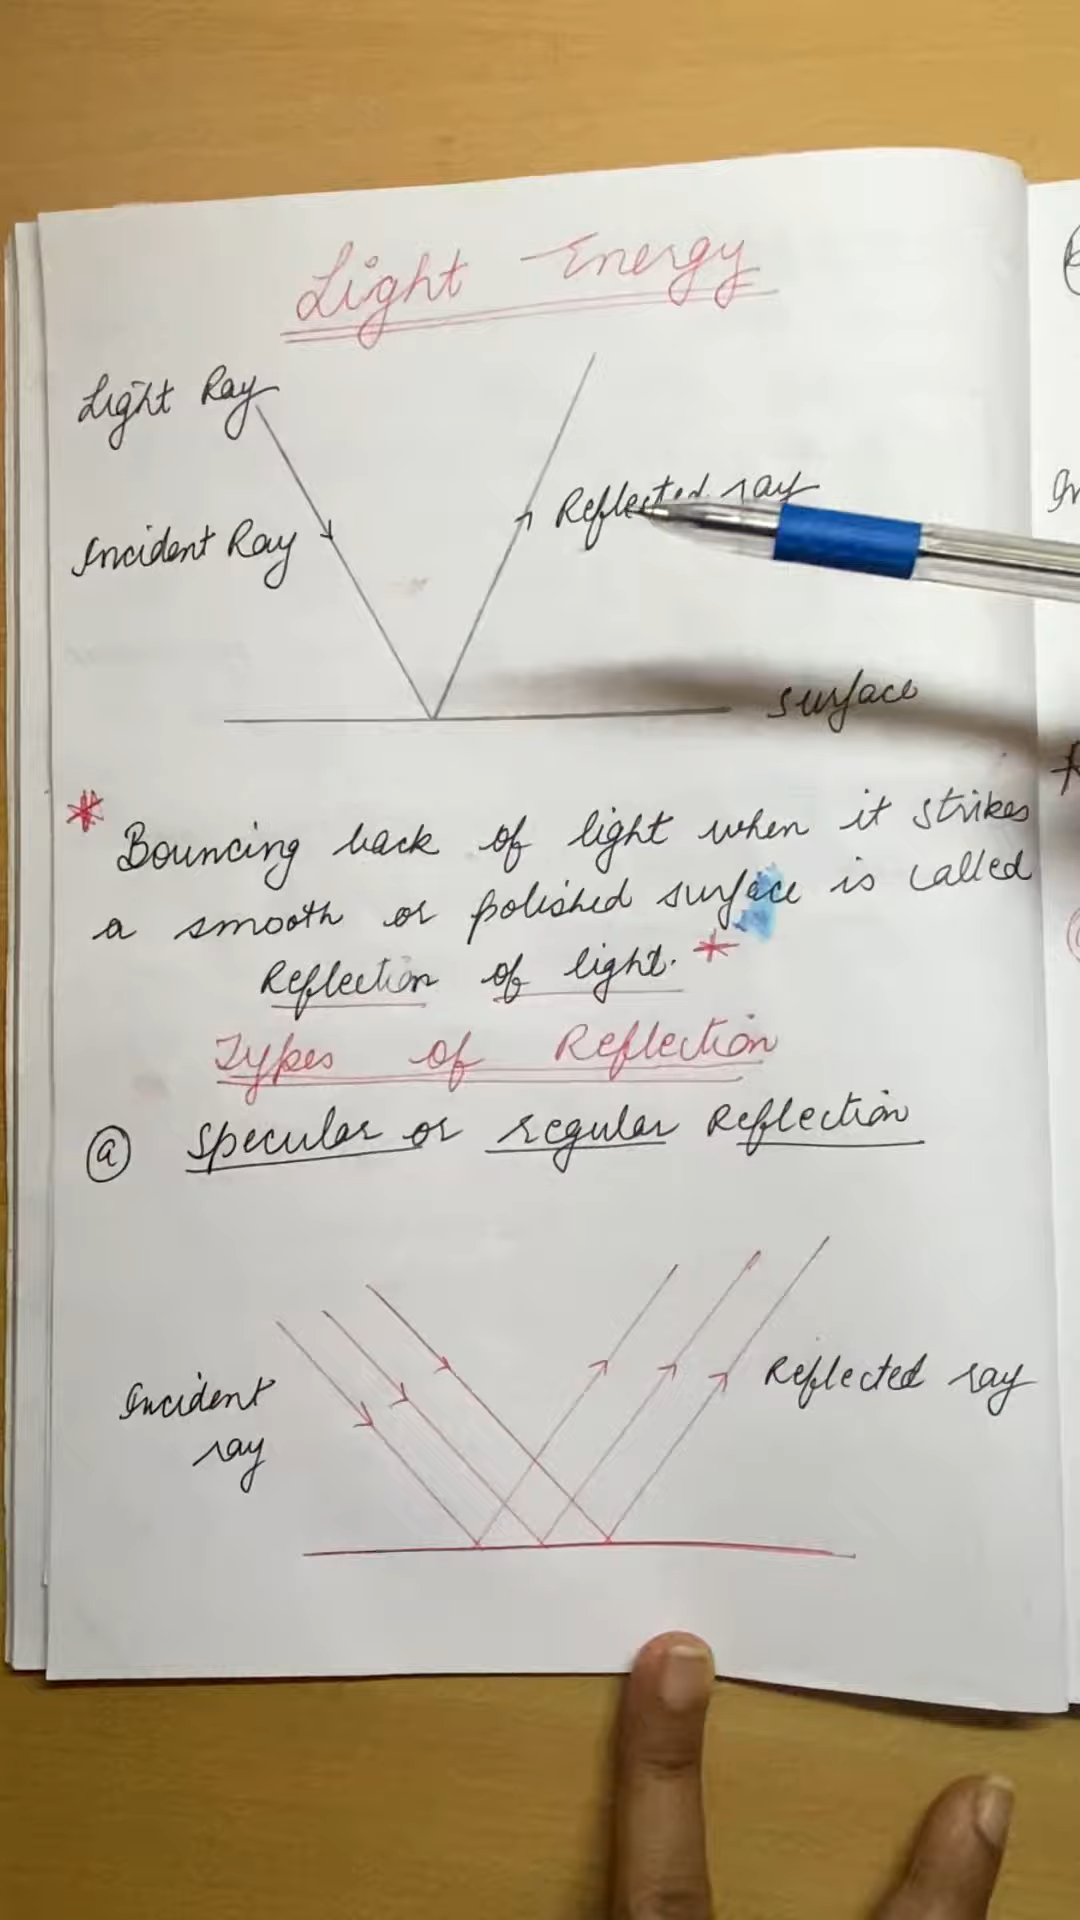 Light Energy
Light Ray
Incident Ray
Reflected ray
surface
* Bouncing back of light when it strikes
a smooth or polished surface is called
Reflection of light. *
Types of Reflection
(a) Specular or regular Reflection
Incident
ray
Reflected ray